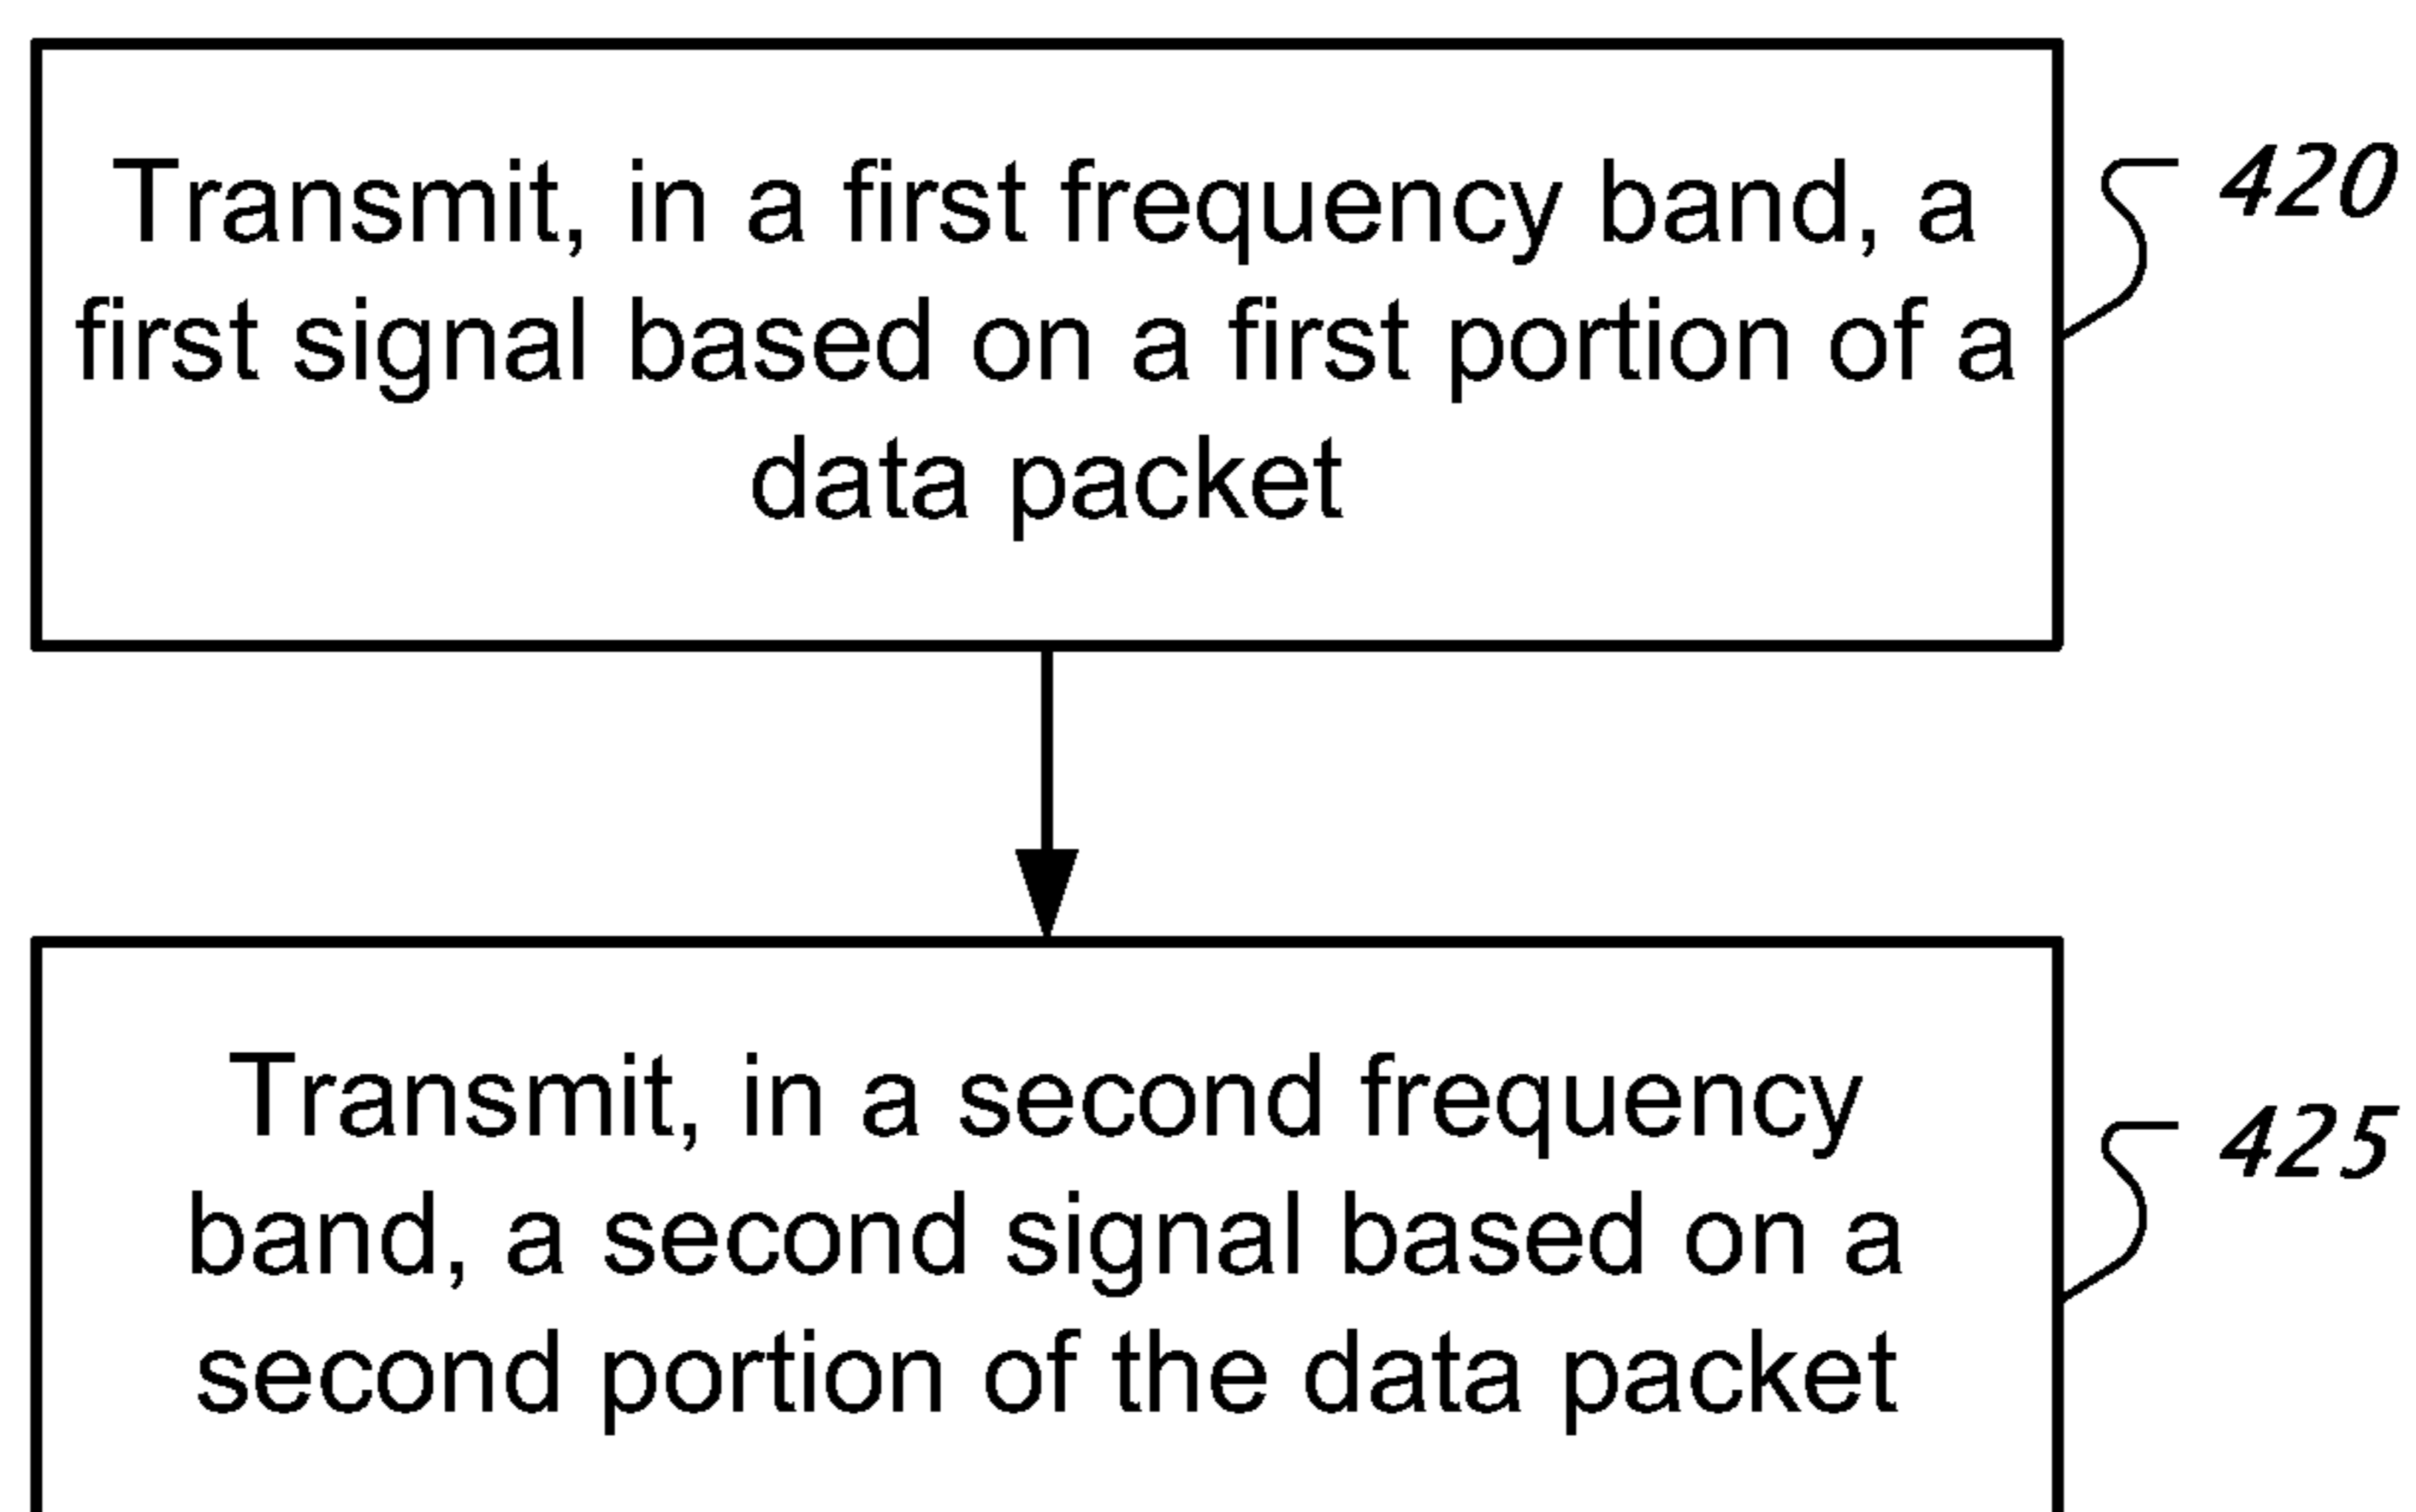 Transmit, in a first frequency band, a
first signal based on a first portion of a
data packet
420
Transmit, in a second frequency
band, a second signal based on a
second portion of the data packet
425